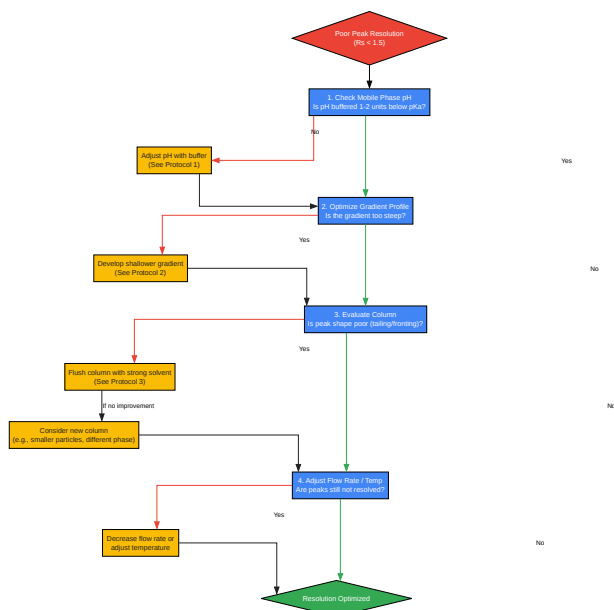 Poor Peak Resolution
(Rs < 1.5)
1. Check Mobile Phase pH
Is pH buffered 1-2 units below pKa?
No
Adjust pH with buffer
(See Protocol 1)
Yes
2. Optimize Gradient Profile
Is the gradient too steep?
Yes
Develop shallower gradient
(See Protocol 2)
No
3. Evaluate Column
Is peak shape poor (tailing/fronting)?
Yes
Flush column with strong solvent
(See Protocol 3)
If no improvement
No
Consider new column
(e.g., smaller particles, different phase)
4. Adjust Flow Rate / Temp
Are peaks still not resolved?
Yes
Decrease flow rate or
adjust temperature
No
Resolution Optimized